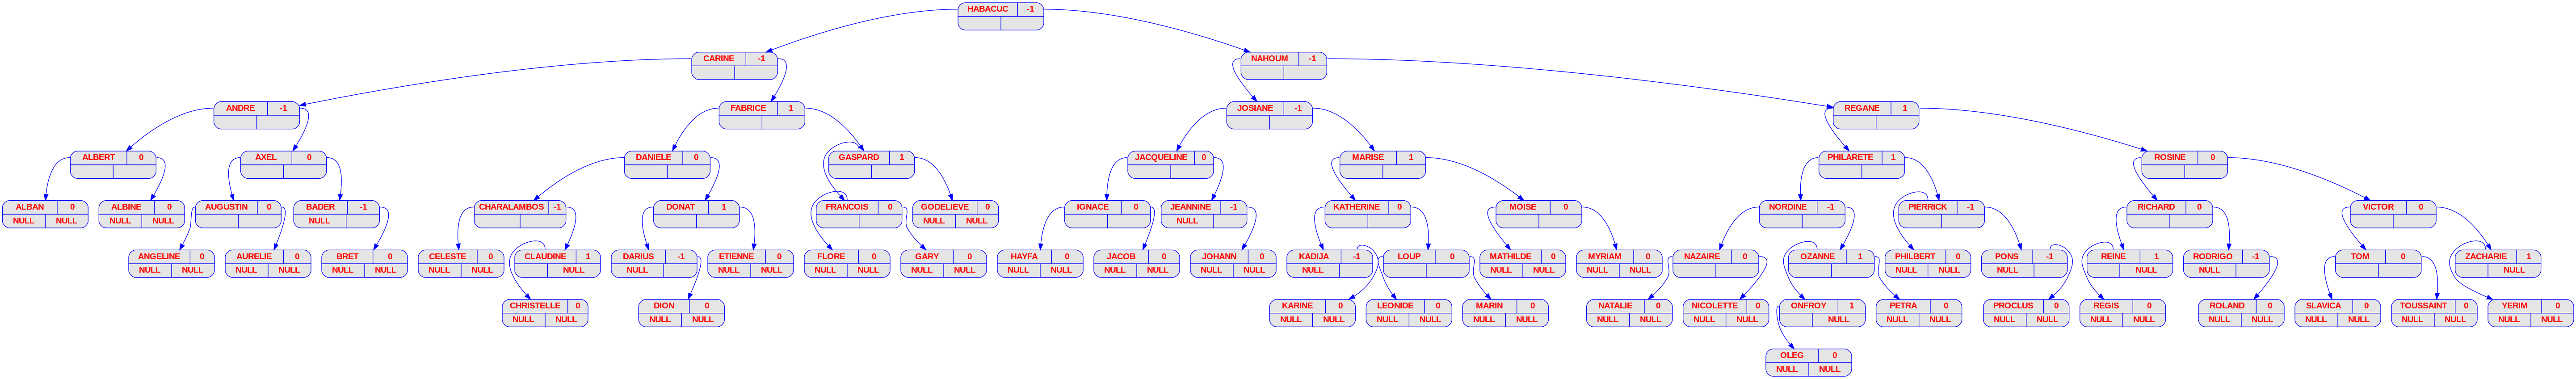 HABACUC -1
CARINE -1 NAHOUM -1
ANDRE -1 FABRICE 1 JOSIANE -1 REGANE 1
ALBERT 0 AXEL 0 DANIELE 0 GASPARD 1 JACQUELINE 0 MARISE 1 PHILARETE 1 ROSINE 0
ALBAN 0 ALBINE 0 AUGUSTIN 0 BADER -1 CHARALAMBOS -1 DONAT 1 FRANCOIS 0 GODELIEVE 0 IGNACE 0 JEANNINE -1 KATHERINE 0 MOISE 0 NORDINE -1 PIERRICK -1 RICHARD 0 VICTOR 0
NULL NULL NULL NULL NULL NULL NULL NULL
ANGELINE 0 AURELIE 0 BRET 0 CELESTE 0 CLAUDINE 1 DARIUS -1 ETIENNE 0 FLORE 0 GARY 0 HAYFA 0 JACOB 0 JOHANN 0 KADIJA -1 LOUP 0 MATHILDE 0 MYRIAM 0 NAZAIRE 0 OZANNE 1 PHILBERT 0 PONS -1 REINE 1 RODRIGO -1 TOM 0 ZACHARIE 1
NULL NULL NULL NULL NULL NULL NULL NULL NULL NULL NULL NULL NULL NULL NULL NULL NULL NULL NULL NULL NULL NULL NULL NULL NULL NULL NULL NULL NULL NULL NULL NULL NULL
CHRISTELLE 0 DION 0 KARINE 0 LEONIDE 0 MARIN 0 NATALIE 0 NICOLETTE 0 ONFROY 1 PETRA 0 PROCLUS 0 REGIS 0 ROLAND 0 SLAVICA 0 TOUSSAINT 0 YERIM 0
NULL NULL NULL NULL NULL NULL NULL NULL NULL NULL NULL NULL NULL NULL NULL NULL NULL NULL NULL NULL NULL NULL NULL NULL NULL NULL NULL NULL NULL
OLEG 0
NULL NULL